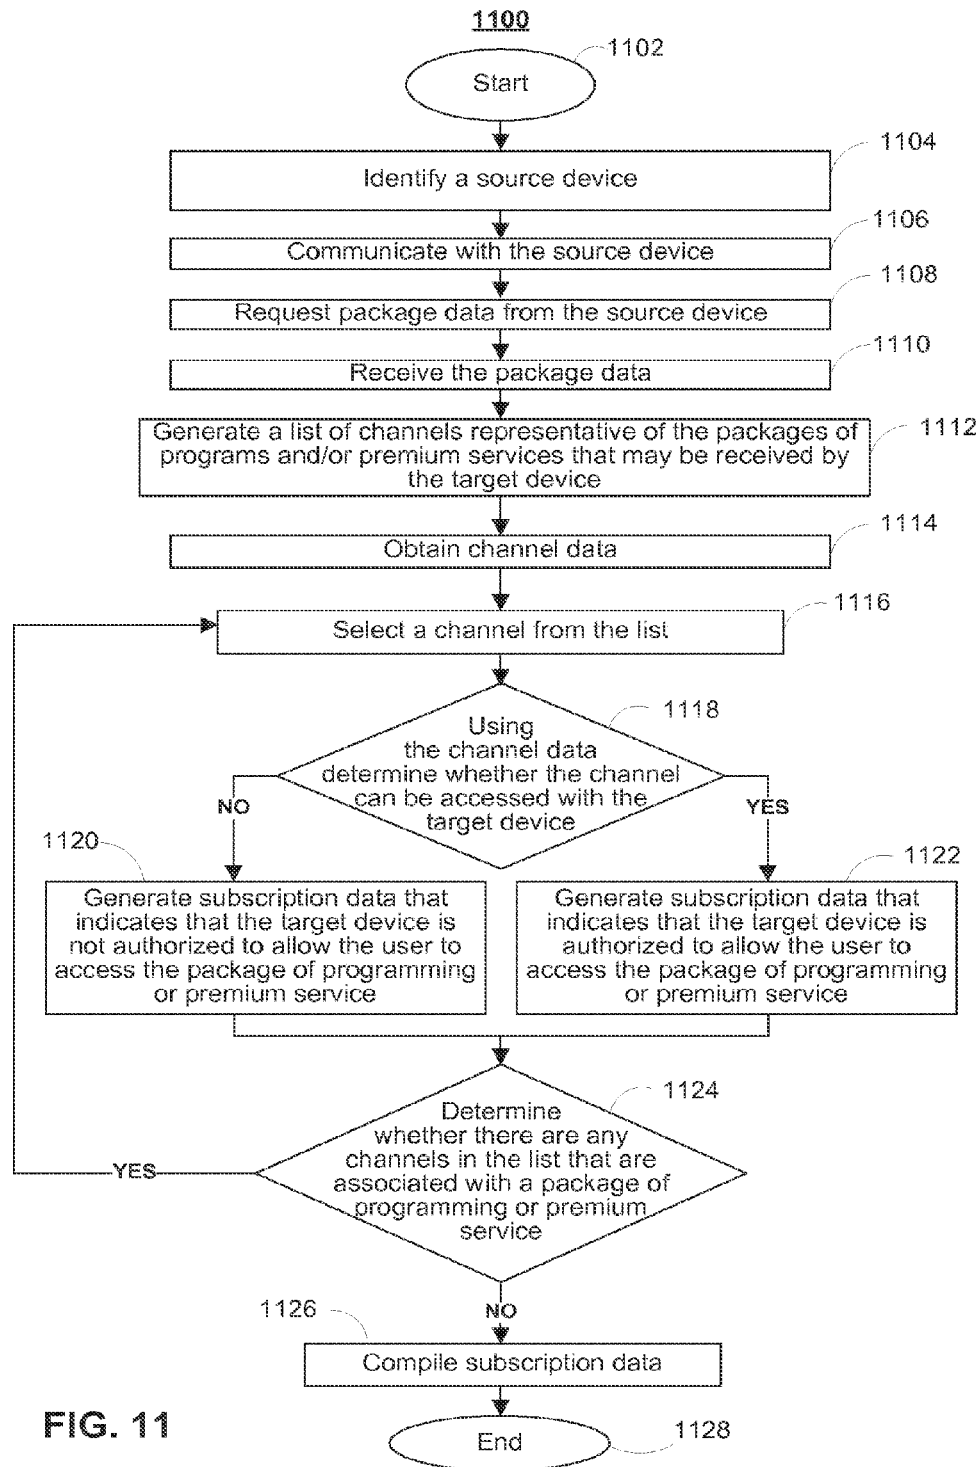 1100
1102
Start
1104
Identify a source device
1106
Communicate with the source device
1108
Request package data from the source device
1110
Receive the package data
1112
Generate a list of channels representative of the packages of
programs and/or premium services that may be received by
the target device
1114
Obtain channel data
1116
Select a channel from the list
1118
Using
the channel data
determine whether the channel
can be accessed with the
target device
NO
YES
1120
Generate subscription data that
indicates that the target device is
not authorized to allow the user to
access the package of programming
or premium service
1122
Generate subscription data that
indicates that the target device is
authorized to allow the user to
access the package of programming
or premium service
1124
Determine
whether there are any
channels in the list that are
associated with a package of
programming or premium
service
YES
NO
1126
Compile subscription data
FIG. 11
End
1128